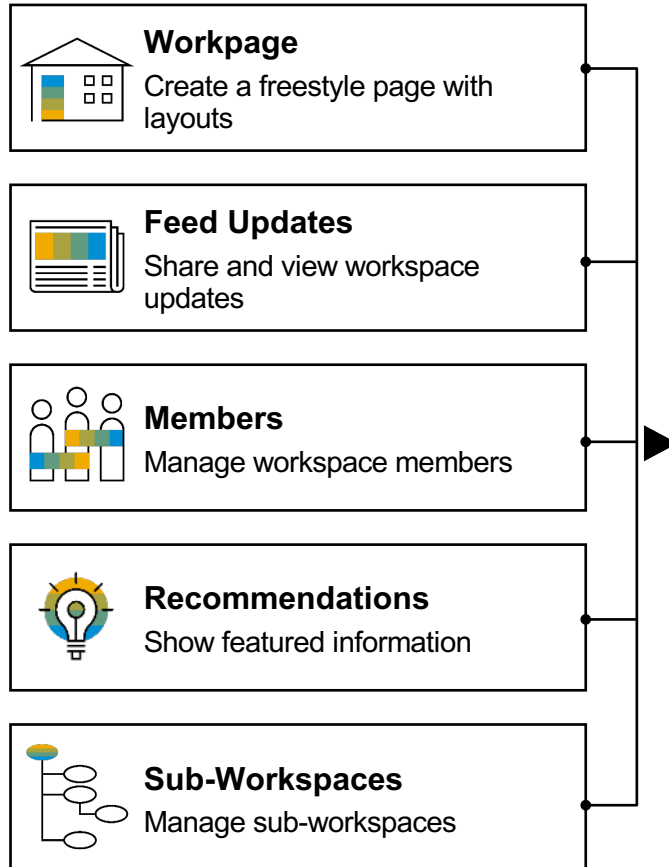 Workpage
Create a freestyle page with
layouts
Feed Updates
Share and view workspace
updates
Members
Manage workspace members
Recommendations
Show featured information
Sub-Workspaces
Manage sub-workspaces